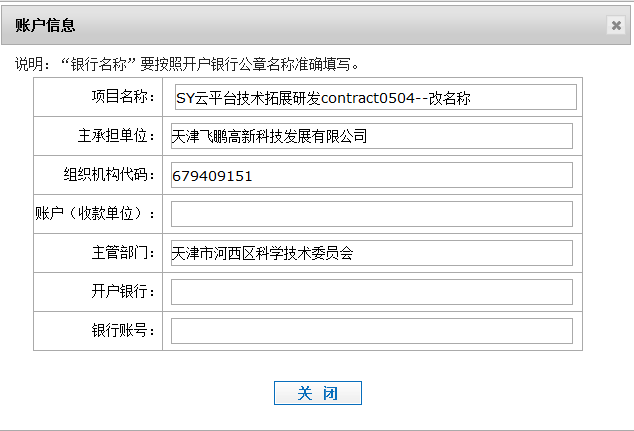 账户信息
说明：“银行名称”要按照开户银行公章名称准确填写。
项目名称： SY云平台技术拓展研发contract0504--改名称
主承担单位： 天津飞鹏高新科技发展有限公司
组织机构代码： 679409151
账户（收款单位）：
主管部门： 天津市河西区科学技术委员会
开户银行：
银行账号：
关 闭